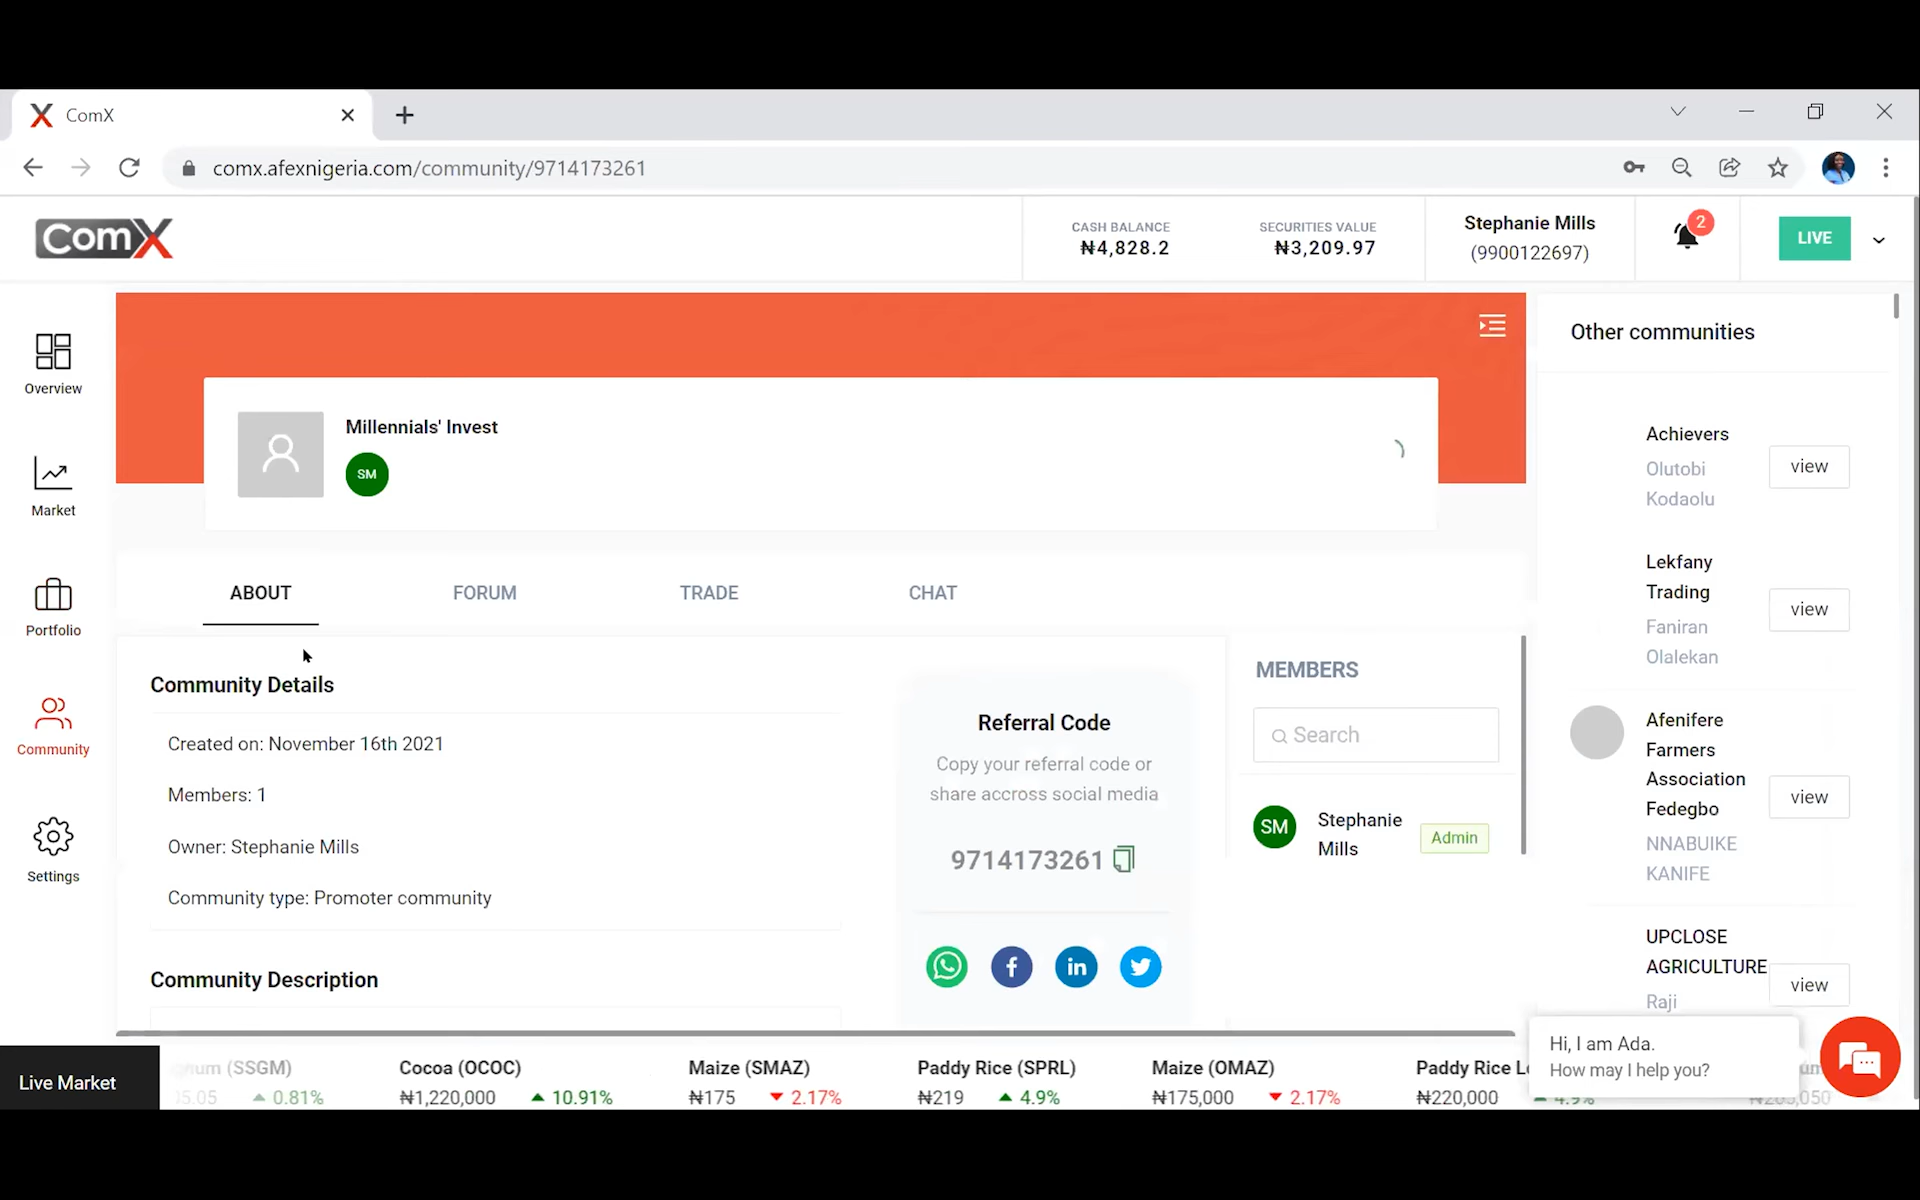 ComX
comx.afexnigeria.com/community/9714173261
ComX
CASH BALANCE
₦4,828.2
SECURITIES VALUE
₦3,209.97
Stephanie Mills
(9900122697)
2
LIVE
Overview
Market
Portfolio
Community
Settings
Millennials' Invest
SM
ABOUT
FORUM
TRADE
CHAT
Community Details
Created on: November 16th 2021
Members: 1
Owner: Stephanie Mills
Community type: Promoter community
Community Description
Referral Code
Copy your referral code or
share accross social media
9714173261
MEMBERS
Search
SM
Stephanie
Mills
Admin
Other communities
Achievers
Olutobi
Kodaolu
view
Lekfany
Trading
Faniran
Olalekan
view
Afenifere
Farmers
Association
Fedegbo
NNABUIKE
KANIFE
view
UPCLOSE
AGRICULTURE
Raji
view
Hi, I am Ada.
How may I help you?
Live Market
(SSGM)
0.81%
Cocoa (OCOC)
₦1,220,000 10.91%
Maize (SMAZ)
₦175 2.17%
Paddy Rice (SPRL)
₦219 4.9%
Maize (OMAZ)
₦175,000 2.17%
Paddy Rice
₦220,000 4.9%